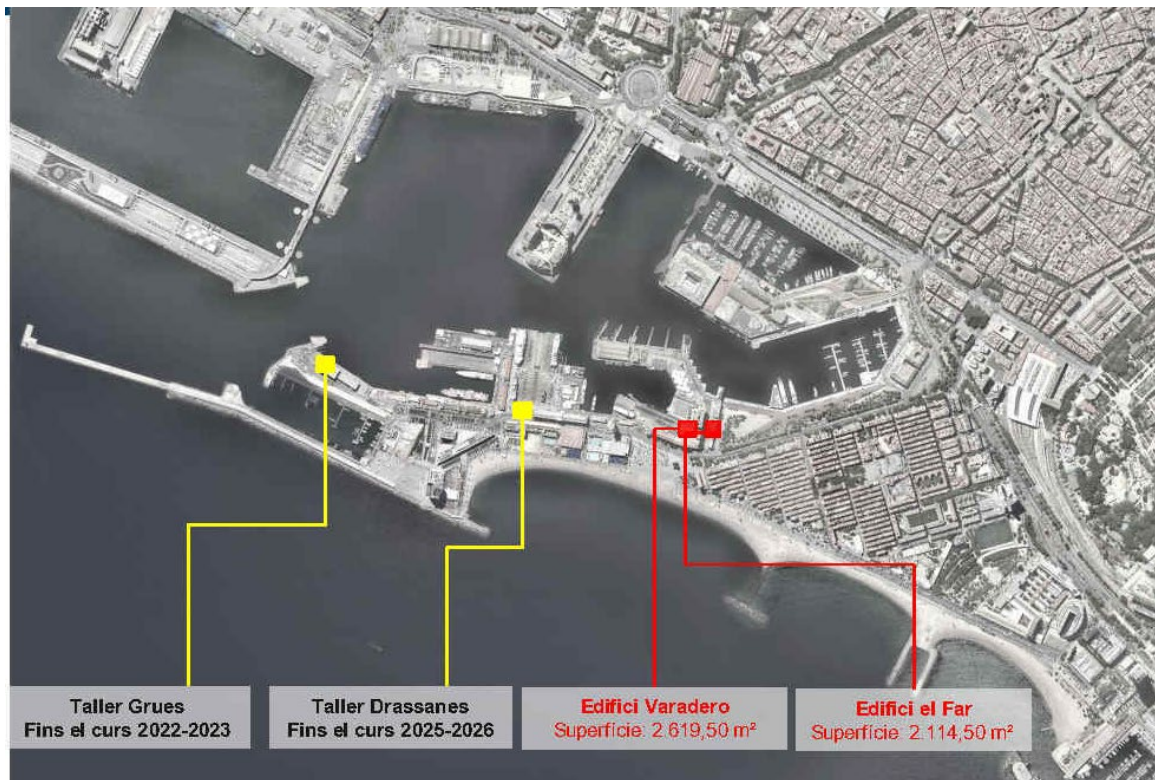 Taller Grues
Fins el curs 2022-2023
Taller Drassanes
Fins el curs 2025-2026
Edifici Varadero
Superfície: 2.619,50 m²
Edifici el Far
Superfície: 2.114,50 m²